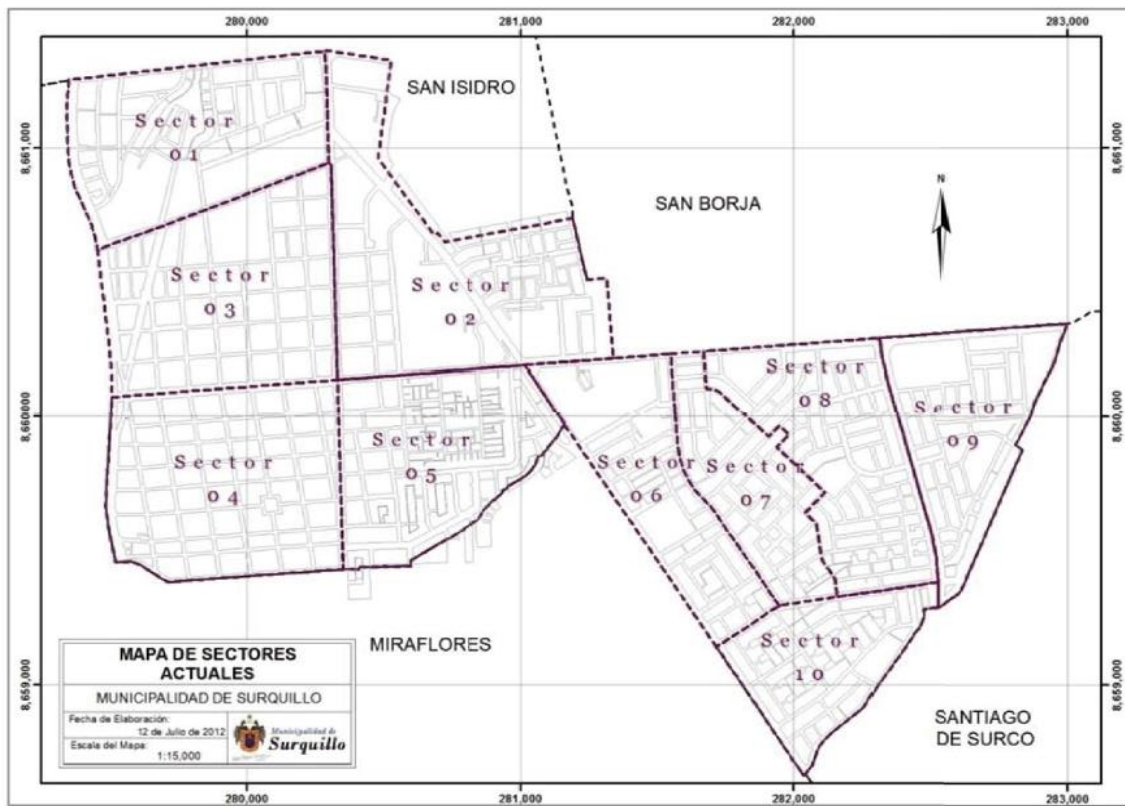 280,000
281,000
282,000
283,000
SAN ISIDRO
Sector
01
8,661,000
8,661,000
SAN BORJA
N
Sector
03
Sector
02
Sector
08
8,660,000
8,660,000
Sector
09
Sector
05
Sector
04
Sector
06
Sector
07
MIRAFLORES
Sector
10
8,659,000
8,659,000
SANTIAGO
DE SURCO
MAPA DE SECTORES
ACTUALES
MUNICIPALIDAD DE SURQUILLO
Fecha de Elaboración:
12 de Julio de 2012
Escala del Mapa:
1:15,000
Municipalidad de
Surquillo
280,000
281,000
282,000
283,000